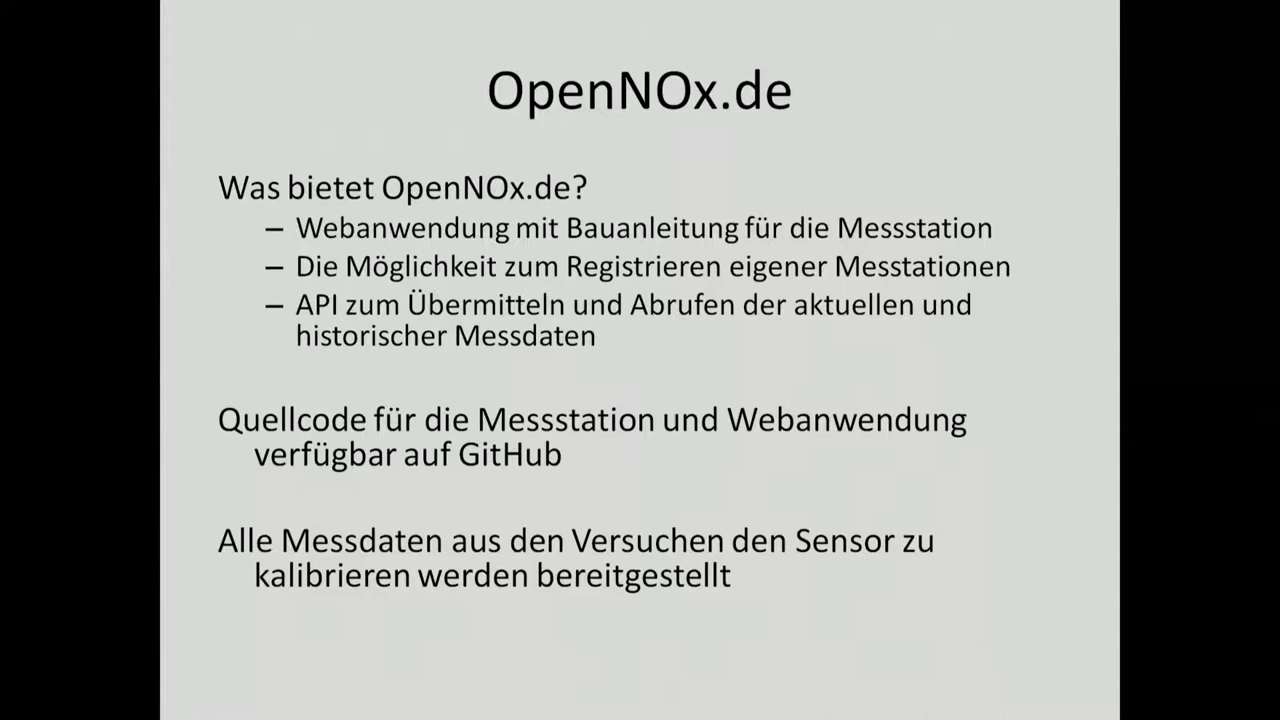 OpenNOx.de
Was bietet OpenNOx.de?
– Webanwendung mit Bauanleitung für die Messstation
– Die Möglichkeit zum Registrieren eigener Messtationen
– API zum Übermitteln und Abrufen der aktuellen und
historischer Messdaten
Quellcode für die Messstation und Webanwendung
verfügbar auf GitHub
Alle Messdaten aus den Versuchen den Sensor zu
kalibrieren werden bereitgestellt